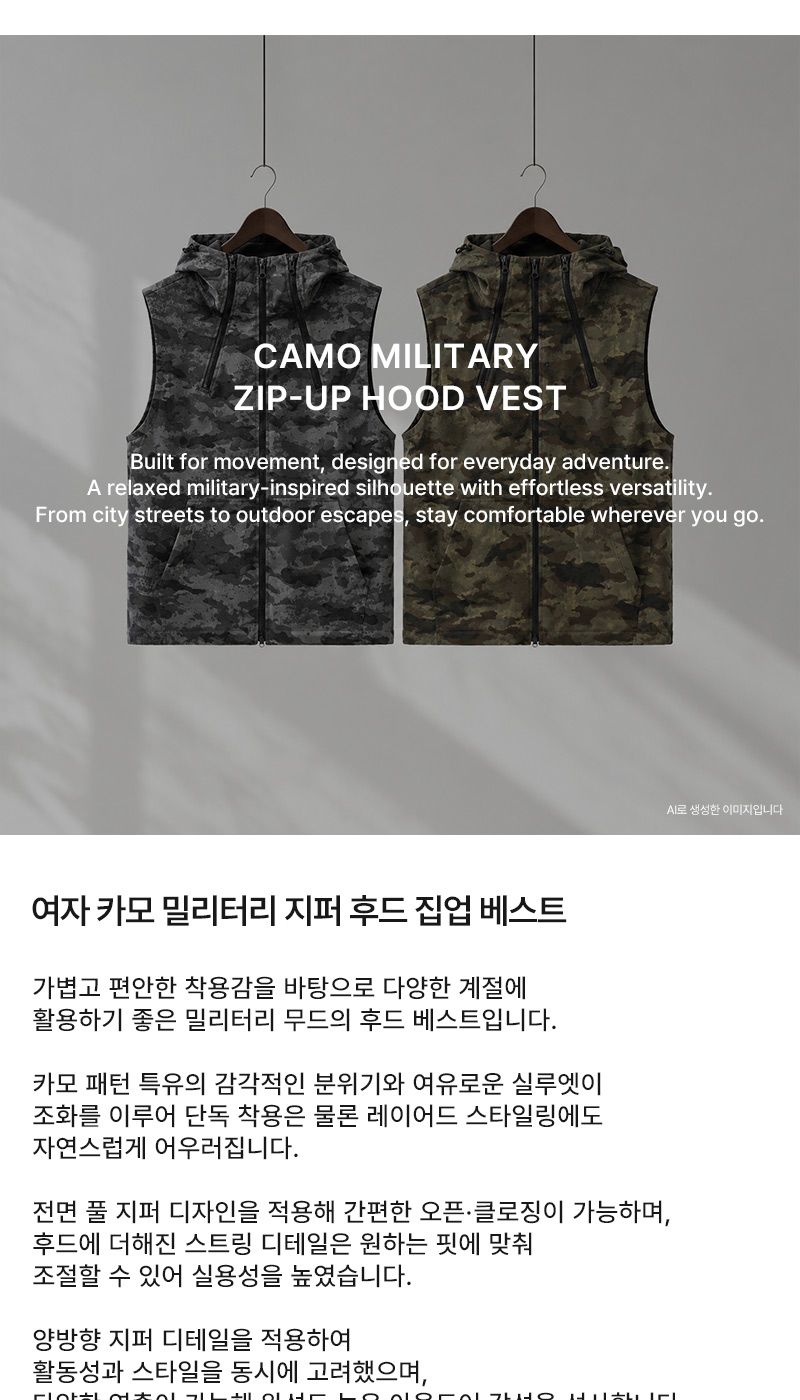 CAMO MILITARY
ZIP-UP HOOD VEST
Built for movement, designed for everyday adventure.
A relaxed military-inspired silhouette with effortless versatility.
From city streets to outdoor escapes, stay comfortable wherever you go.
AI로 생성한 이미지입니다
여자 카모 밀리터리 지퍼 후드 집업 베스트
가볍고 편안한 착용감을 바탕으로 다양한 계절에
활용하기 좋은 밀리터리 무드의 후드 베스트입니다.
카모 패턴 특유의 감각적인 분위기와 여유로운 실루엣이
조화를 이루어 단독 착용은 물론 레이어드 스타일링에도
자연스럽게 어우러집니다.
전면 풀 지퍼 디자인을 적용해 간편한 오픈·클로징이 가능하며,
후드에 더해진 스트링 디테일은 원하는 핏에 맞춰
조절할 수 있어 실용성을 높였습니다.
양방향 지퍼 디테일을 적용하여
활동성과 스타일을 동시에 고려했으며,